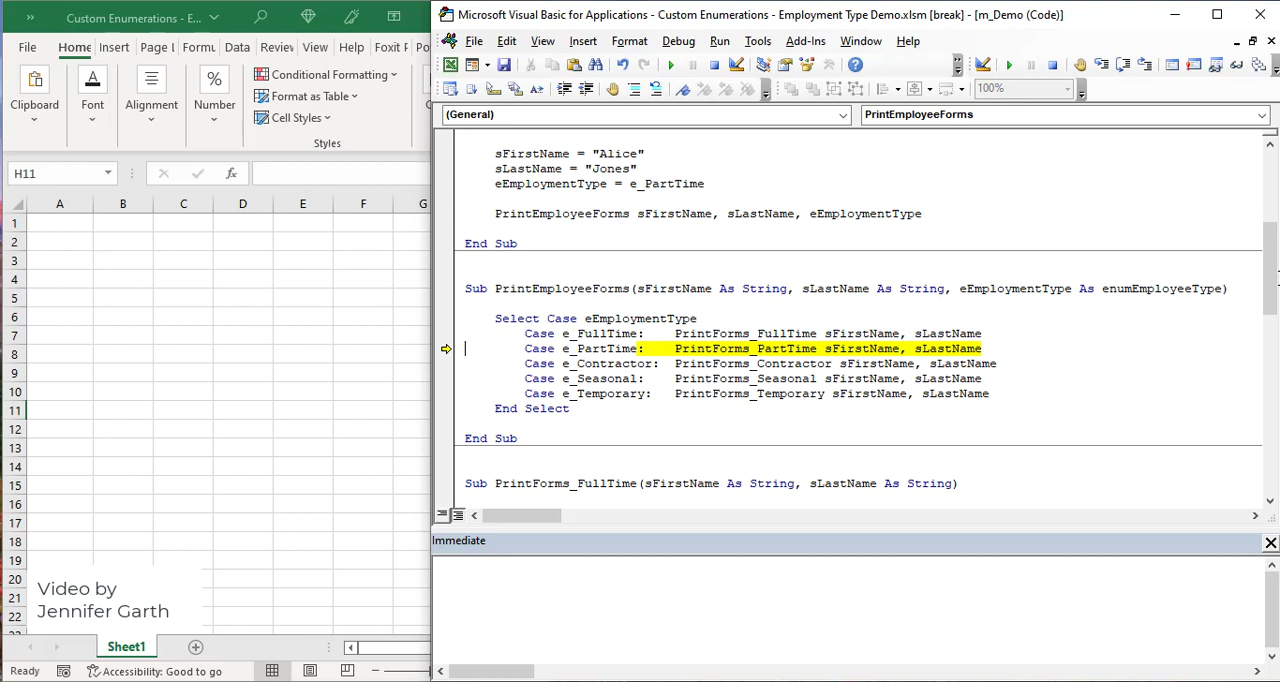 Custom Enumerations - E...
File Home Insert Page L Formu Data Review View Help Foxit F Po
Conditional Formatting
Format as Table
Cell Styles
Clipboard Font Alignment Number
Styles
H11
A B C D E F G
1
2
3
4
5
6
7
8
9
10
11
12
13
14
15
16
17
18
19
20
21
22
Video by
Jennifer Garth
Sheet1
Ready Accessibility: Good to go
Microsoft Visual Basic for Applications - Custom Enumerations - Employment Type Demo.xlsm [break] - [m_Demo (Code)]
File Edit View Insert Format Debug Run Tools Add-Ins Window Help
100%
(General) PrintEmployeeForms
sFirstName = "Alice"
sLastName = "Jones"
eEmploymentType = e_PartTime
PrintEmployeeForms sFirstName, sLastName, eEmploymentType
End Sub
Sub PrintEmployeeForms(sFirstName As String, sLastName As String, eEmploymentType As enumEmployeeType)
Select Case eEmploymentType
Case e_FullTime: PrintForms_FullTime sFirstName, sLastName
Case e_PartTime: PrintForms_PartTime sFirstName, sLastName
Case e_Contractor: PrintForms_Contractor sFirstName, sLastName
Case e_Seasonal: PrintForms_Seasonal sFirstName, sLastName
Case e_Temporary: PrintForms_Temporary sFirstName, sLastName
End Select
End Sub
Sub PrintForms_FullTime(sFirstName As String, sLastName As String)
Immediate